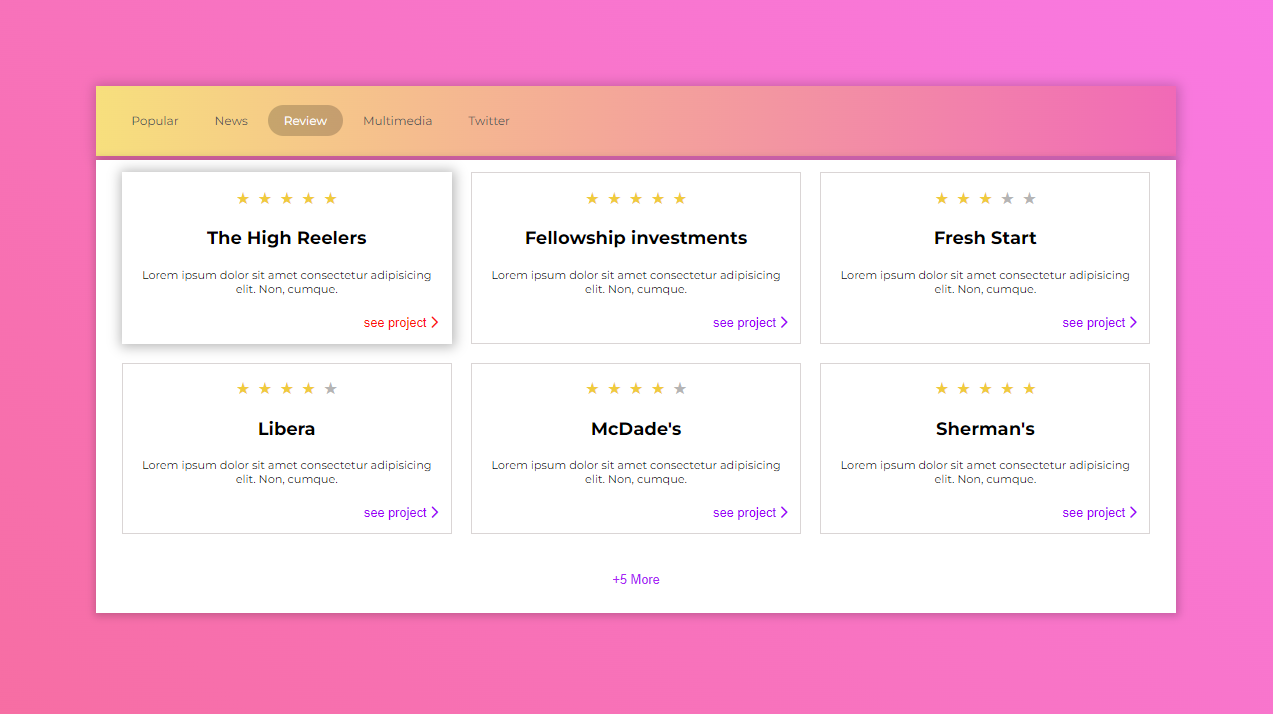 Popular News Review Multimedia Twitter
★ ★ ★ ★ ★
The High Reelers
Lorem ipsum dolor sit amet consectetur adipisicing
elit. Non, cumque.
see project
★ ★ ★ ★ ★
Fellowship investments
Lorem ipsum dolor sit amet consectetur adipisicing
elit. Non, cumque.
see project
★ ★ ★ ★ ★
Fresh Start
Lorem ipsum dolor sit amet consectetur adipisicing
elit. Non, cumque.
see project
★ ★ ★ ★ ★
Libera
Lorem ipsum dolor sit amet consectetur adipisicing
elit. Non, cumque.
see project
★ ★ ★ ★ ★
McDade's
Lorem ipsum dolor sit amet consectetur adipisicing
elit. Non, cumque.
see project
★ ★ ★ ★ ★
Sherman's
Lorem ipsum dolor sit amet consectetur adipisicing
elit. Non, cumque.
see project
+5 More